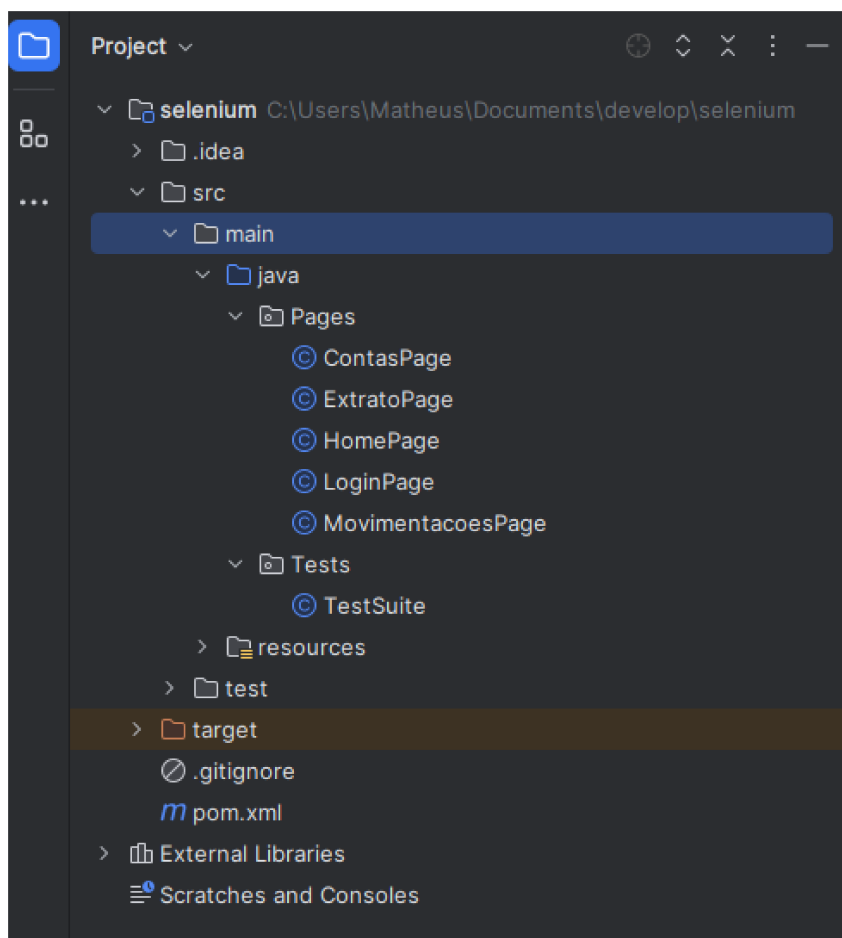 Project
selenium C:\Users\Matheus\Documents\develop\selenium
.idea
src
main
java
Pages
ContasPage
ExtratoPage
HomePage
LoginPage
MovimentacoesPage
Tests
TestSuite
resources
test
target
.gitignore
m pom.xml
External Libraries
Scratches and Consoles